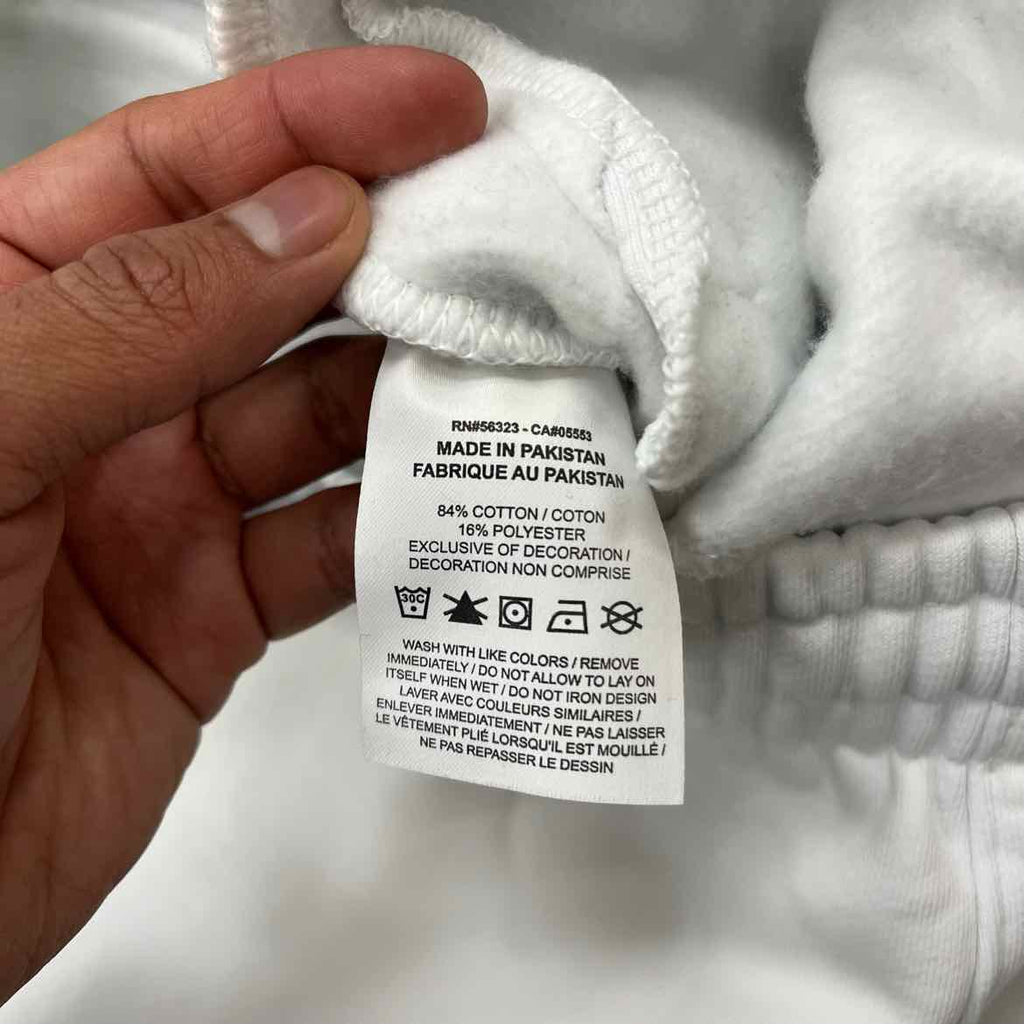 RN#56323 - CA#05553
MADE IN PAKISTAN
FABRIQUE AU PAKISTAN
84% COTTON / COTON
16% POLYESTER
EXCLUSIVE OF DECORATION /
DECORATION NON COMPRISE
30C
WASH WITH LIKE COLORS / REMOVE
IMMEDIATELY / DO NOT ALLOW TO LAY ON
ITSELF WHEN WET / DO NOT IRON DESIGN
LAVER AVEC COULEURS SIMILAIRES /
ENLEVER IMMEDIATEMENT / NE PAS LAISSER
LE VÊTEMENT PLIÉ LORSQU'IL EST MOUILLÉ /
NE PAS REPASSER LE DESSIN